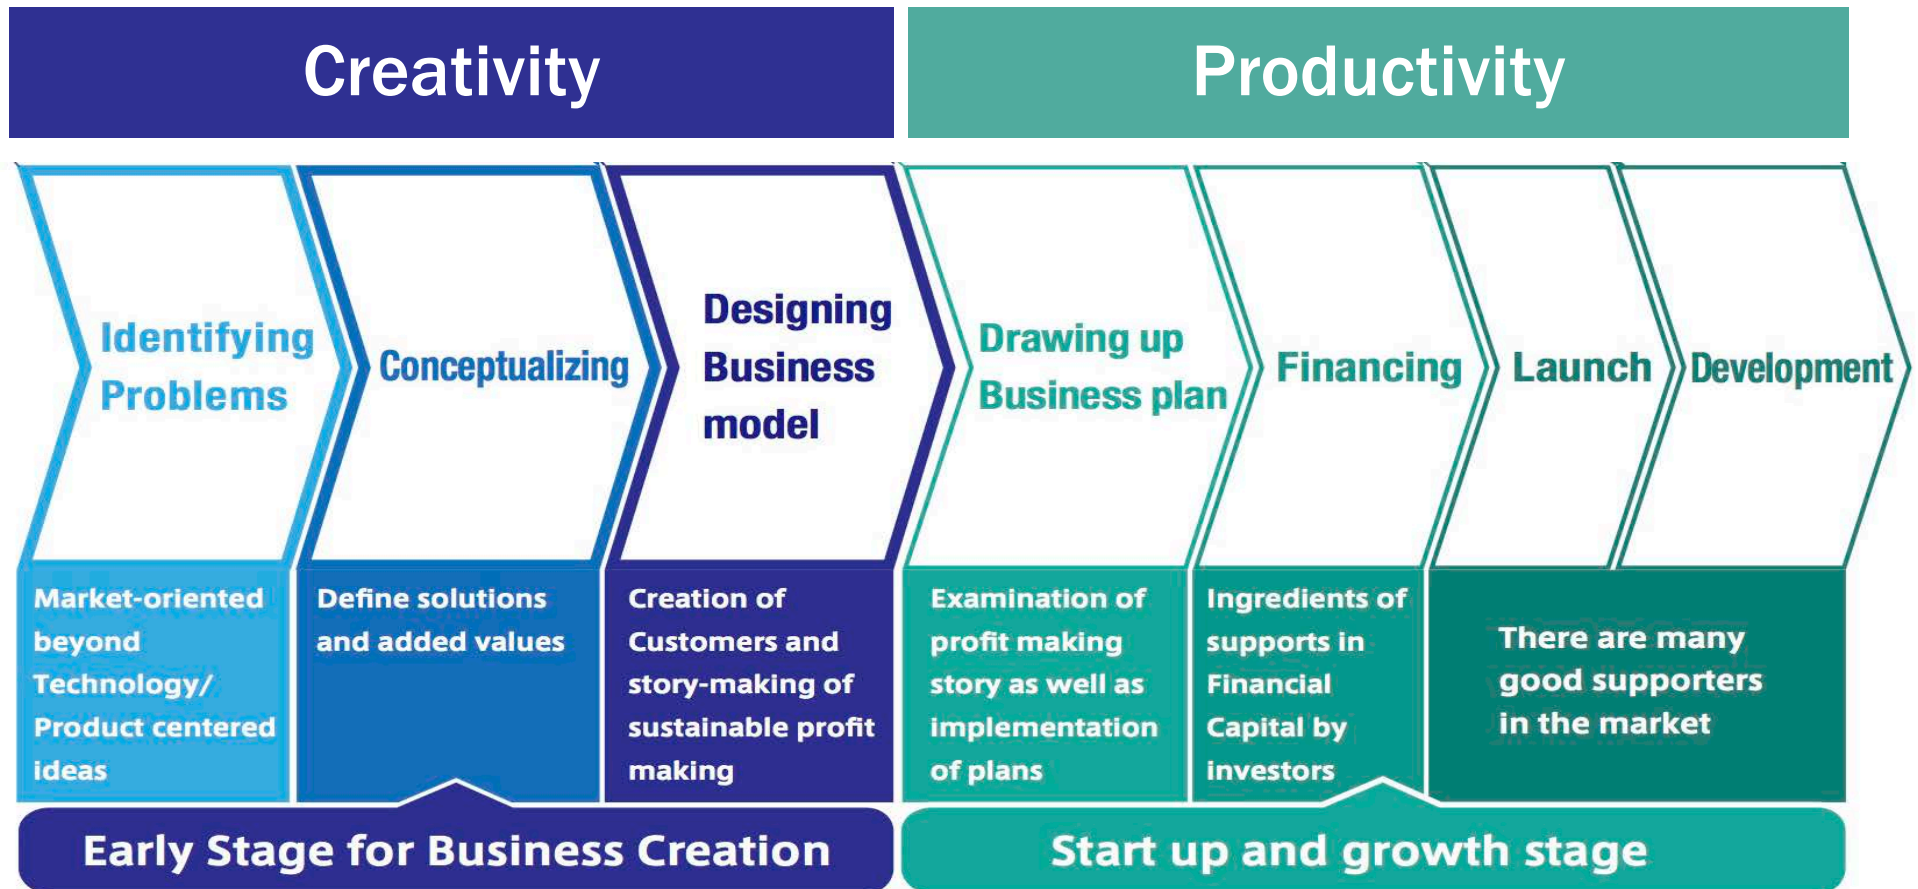 Creativity
Productivity
Identifying
Problems
Conceptualizing
Designing
Business
model
Drawing up
Business plan
Financing
Launch
Development
Market-oriented
beyond
Technology/
Product centered
ideas
Define solutions
and added values
Creation of
Customers and
story-making of
sustainable profit
making
Examination of
profit making
story as well as
implementation
of plans
Ingredients of
supports in
Financial
Capital by
investors
There are many
good supporters
in the market
Early Stage for Business Creation
Start up and growth stage